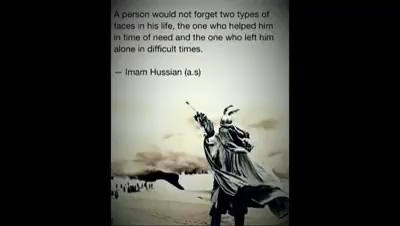 A person would not forget two types of
faces in his life, the one who helped him
in time of need and the one who left him
alone in difficult times.
— Imam Hussian (a.s)